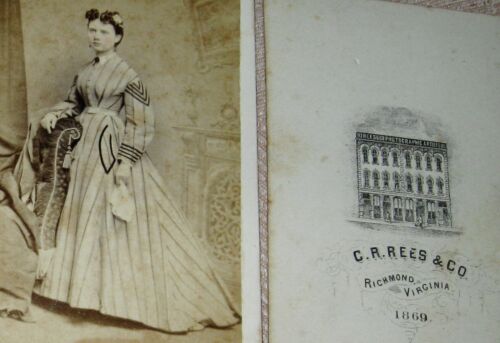 C.R. REES & CO
RICHMOND VIRGINIA
1869.